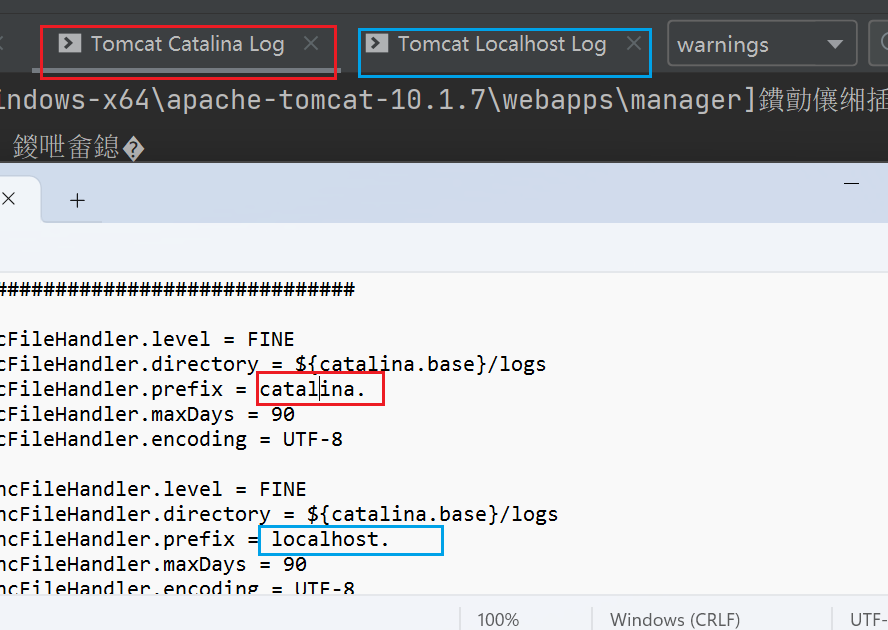 Tomcat Catalina Log Tomcat Localhost Log warnings
indows-x64\apache-tomcat-10.1.7\webapps\manager]鐨勯儴缃插
鍐呭畬鎴�
##############################
cFileHandler.level = FINE
cFileHandler.directory = ${catalina.base}/logs
cFileHandler.prefix = catalina.
cFileHandler.maxDays = 90
cFileHandler.encoding = UTF-8
ncFileHandler.level = FINE
ncFileHandler.directory = ${catalina.base}/logs
ncFileHandler.prefix = localhost.
ncFileHandler.maxDays = 90
ncFileHandler.encoding = UTF-8
100% Windows (CRLF) UTF-